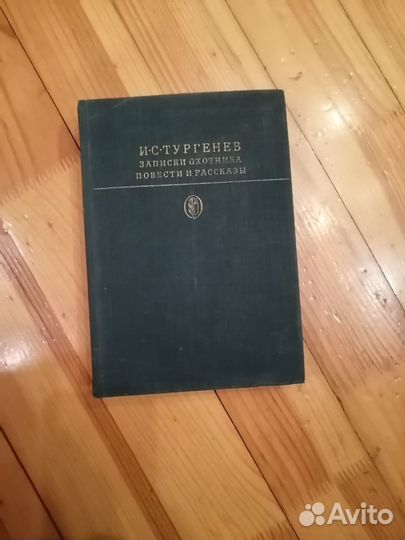 И·С·ТУРГЕНЕВ
ЗАПИСКИ ОХОТНИКА
ПОВЕСТИ И РАССКАЗЫ
Avito